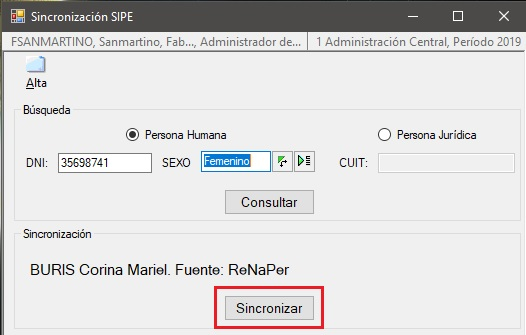 Sincronización SIPE
FSANMARTINO, Sanmartino, Fab..., Administrador de... 1 Administración Central, Período 2019
Alta
Búsqueda
Persona Humana Persona Jurídica
DNI: 35698741 SEXO Femenino CUIT:
Consultar
Sincronización
BURIS Corina Mariel. Fuente: ReNaPer
Sincronizar